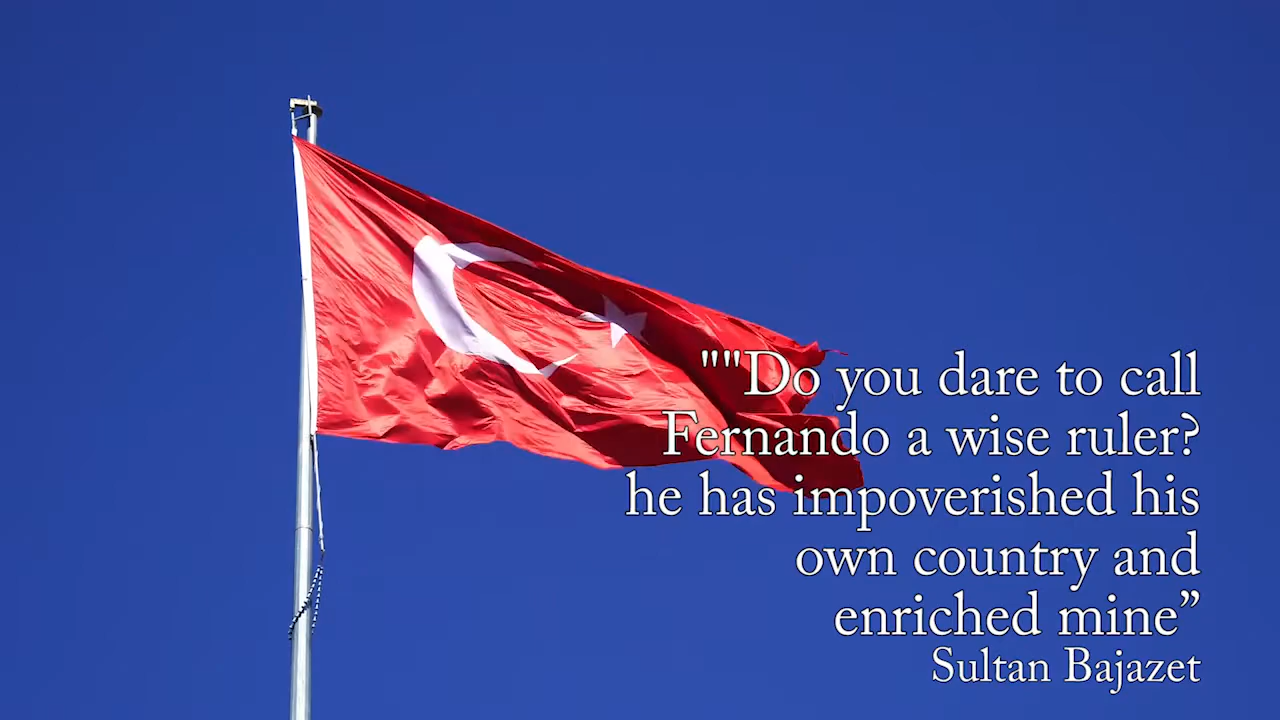 ""Do you dare to call
Fernando a wise ruler?
he has impoverished his
own country and
enriched mine”
Sultan Bajazet